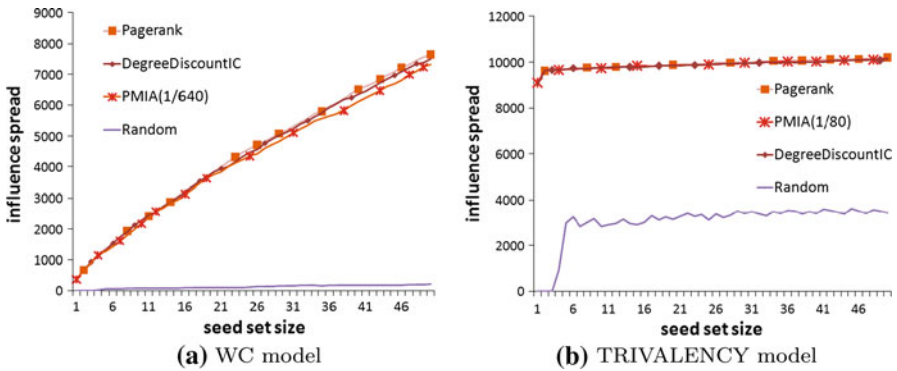 9000
8000
7000
6000
5000
4000
3000
2000
1000
0
influence spread
Pagerank
DegreeDiscountIC
PMIA(1/640)
Random
1 6 11 16 21 26 31 36 41 46
seed set size
(a) WC model
12000
10000
8000
6000
4000
2000
0
influence spread
Pagerank
PMIA(1/80)
DegreeDiscountIC
Random
1 6 11 16 21 26 31 36 41 46
seed set size
(b) TRIVALENCY model